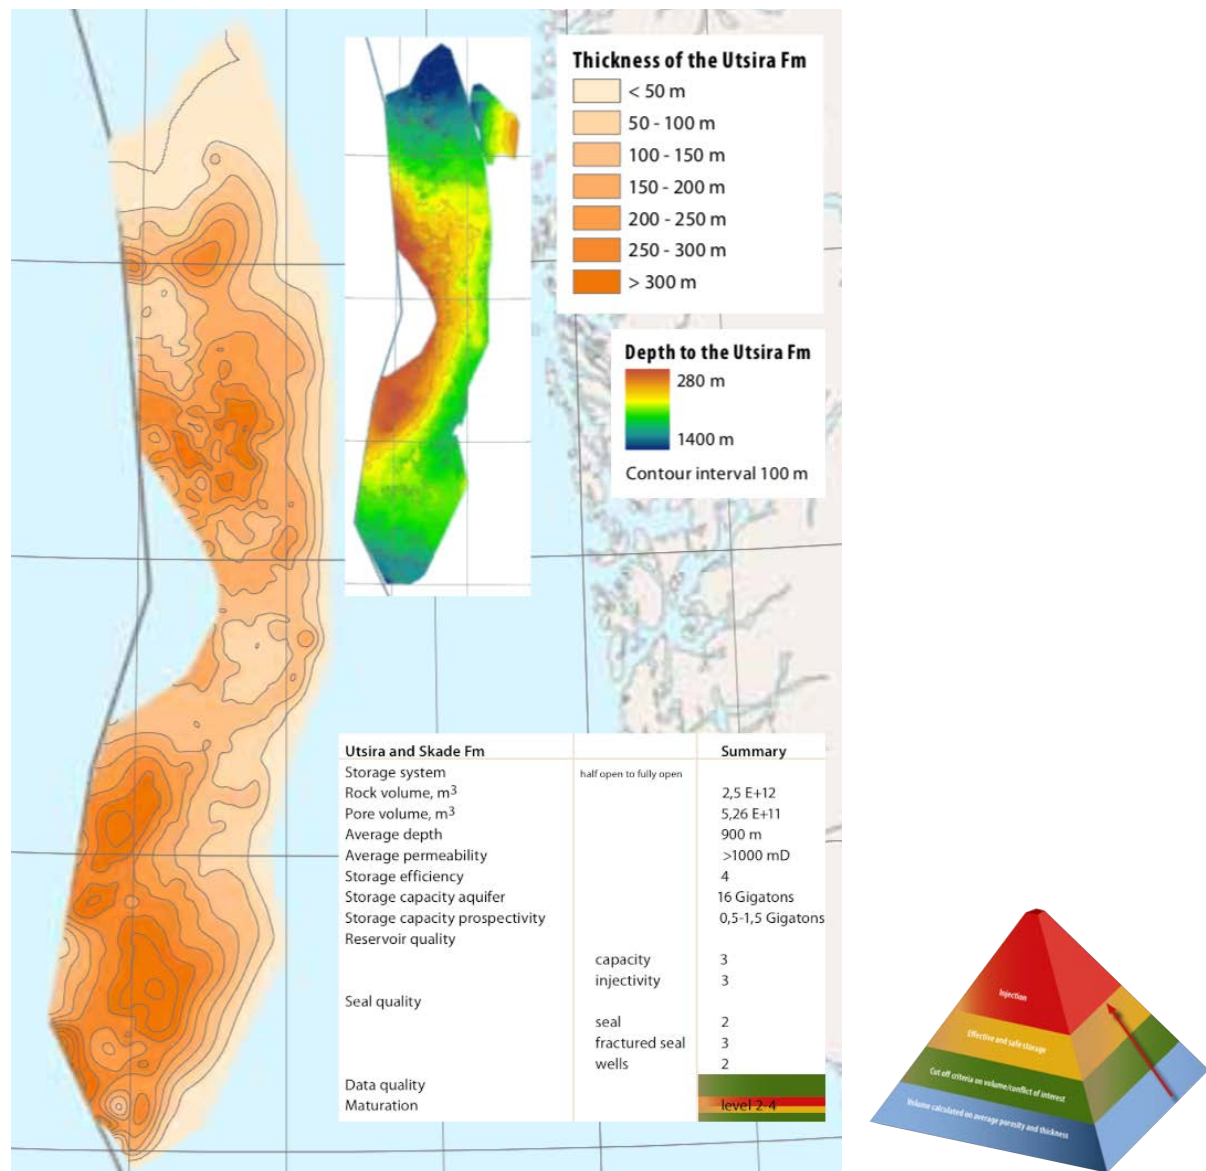 Thickness of the Utsira Fm
< 50 m
50 - 100 m
100 - 150 m
150 - 200 m
200 - 250 m
250 - 300 m
> 300 m
Depth to the Utsira Fm
280 m
1400 m
Contour interval 100 m
Utsira and Skade Fm Summary
Storage system half open to fully open
Rock volume, m³ 2,5 E+12
Pore volume, m³ 5,26 E+11
Average depth 900 m
Average permeability >1000 mD
Storage efficiency 4
Storage capacity aquifer 16 Gigatons
Storage capacity prospectivity 0,5-1,5 Gigatons
Reservoir quality
capacity 3
injectivity 3
Seal quality
seal 2
fractured seal 3
wells 2
Data quality
Maturation level 2-4
Injection
Effective and safe storage
Cut off criteria on volume/conflict of interest
Volume calculated on average porosity and thickness